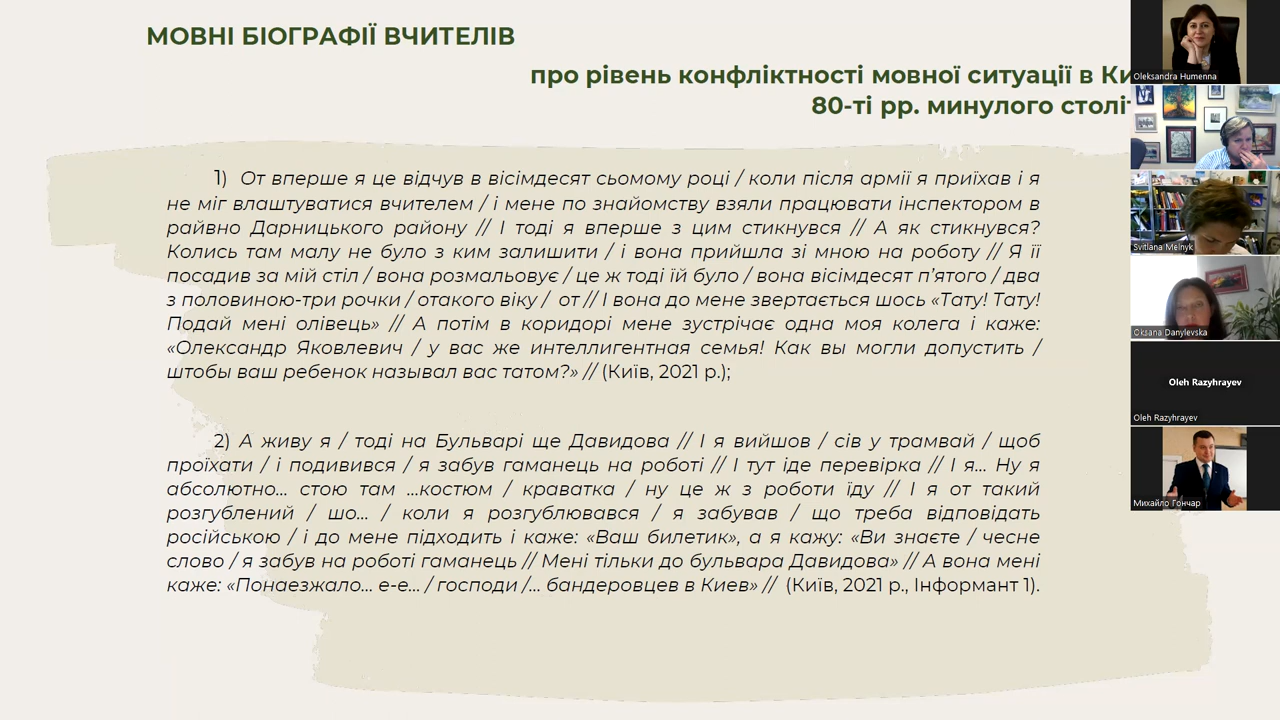 МОВНІ БІОГРАФІЇ ВЧИТЕЛІВ
про рівень конфліктності мовної ситуації в
80-ті рр. минулого
1) От вперше я це відчув в вісімдесят сьомому році / коли після армії я приїхав і я
не міг влаштуватися вчителем / і мене по знайомству взяли працювати інспектором в
райвно Дарницького району // І тоді я вперше з цим стикнувся // А як стикнувся?
Колись там малу не було з ким залишити / і вона прийшла зі мною на роботу // Я її
посадив за мій стіл / вона розмальовує / це ж тоді їй було / вона вісімдесят п’ятого / два
з половиною-три рочки / отакого віку / от // І вона до мене звертається шось «Тату! Тату!
Подай мені олівець» // А потім в коридорі мене зустрічає одна моя колега і каже:
«Олександр Яковлевич / у вас же интеллигентная семья! Как вы могли допустить /
штобы ваш ребенок называл вас татом?» // (Київ, 2021 р.);
2) А живу я / тоді на Бульварі ще Давидова // І я вийшов / сів у трамвай / щоб
проїхати / і подивився / я забув гаманець на роботі // І тут іде перевірка // І я... Ну я
абсолютно... стою там ...костюм / краватка / ну це ж з роботи їду // І я от такий
розгублений / шо... / коли я розгублювався / я забував / що треба відповідать
російською / і до мене підходить і каже: «Ваш билетик», а я кажу: «Ви знаєте / чесне
слово / я забув на роботі гаманець // Мені тільки до бульвара Давидова» // А вона мені
каже: «Понаезжало... е-е... / господи /... бандеровцев в Киев» // (Київ, 2021 р., Інформант 1).
Oleksandra Humenna
Svitlana Melnyk
Oksana Danylevska
Oleh Razyhrayev
Oleh Razyhrayev
Михайло Гончар